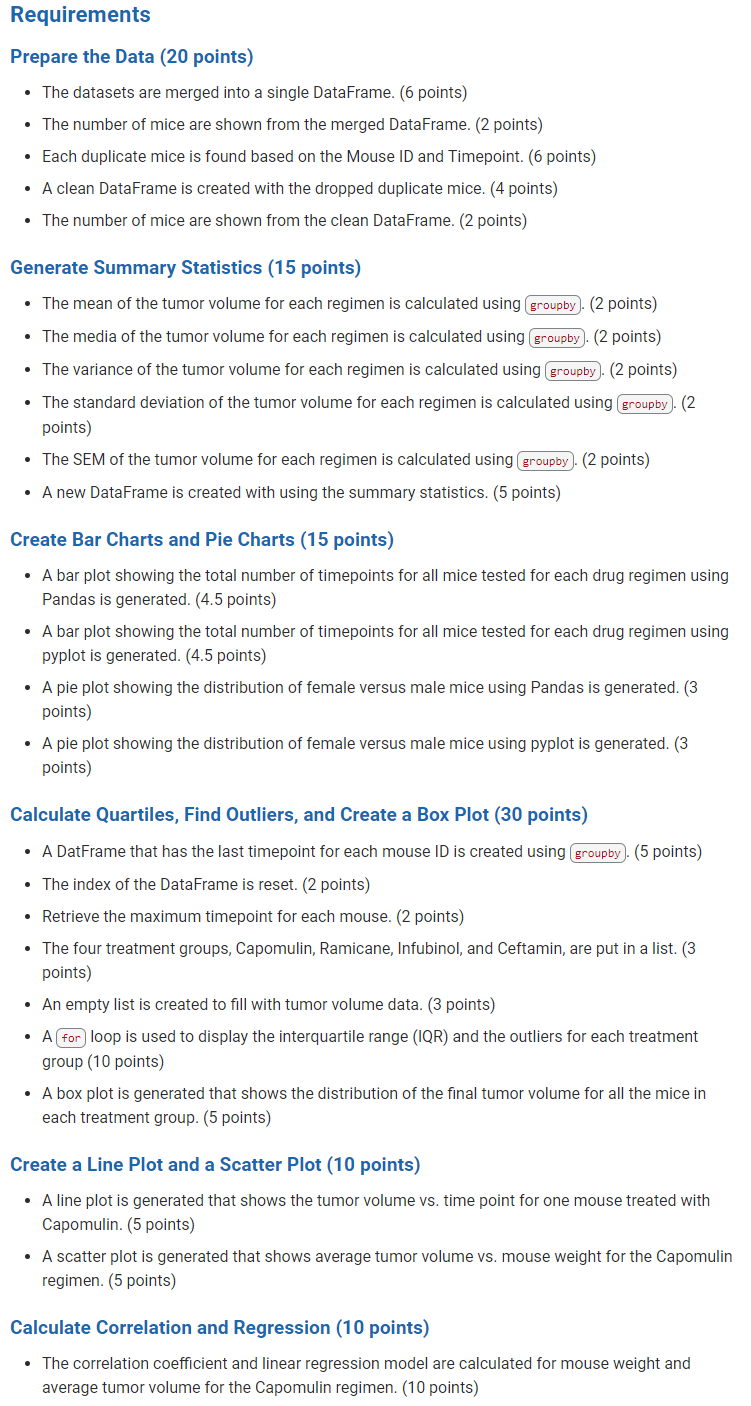 Requirements
Prepare the Data (20 points)
• The datasets are merged into a single DataFrame. (6 points)
• The number of mice are shown from the merged DataFrame. (2 points)
• Each duplicate mice is found based on the Mouse ID and Timepoint. (6 points)
• A clean DataFrame is created with the dropped duplicate mice. (4 points)
• The number of mice are shown from the clean DataFrame. (2 points)
Generate Summary Statistics (15 points)
• The mean of the tumor volume for each regimen is calculated using groupby. (2 points)
• The media of the tumor volume for each regimen is calculated using groupby. (2 points)
• The variance of the tumor volume for each regimen is calculated using groupby. (2 points)
• The standard deviation of the tumor volume for each regimen is calculated using groupby. (2
points)
• The SEM of the tumor volume for each regimen is calculated using groupby. (2 points)
• A new DataFrame is created with using the summary statistics. (5 points)
Create Bar Charts and Pie Charts (15 points)
• A bar plot showing the total number of timepoints for all mice tested for each drug regimen using
Pandas is generated. (4.5 points)
• A bar plot showing the total number of timepoints for all mice tested for each drug regimen using
pyplot is generated. (4.5 points)
• A pie plot showing the distribution of female versus male mice using Pandas is generated. (3
points)
• A pie plot showing the distribution of female versus male mice using pyplot is generated. (3
points)
Calculate Quartiles, Find Outliers, and Create a Box Plot (30 points)
• A DatFrame that has the last timepoint for each mouse ID is created using groupby. (5 points)
• The index of the DataFrame is reset. (2 points)
• Retrieve the maximum timepoint for each mouse. (2 points)
• The four treatment groups, Capomulin, Ramicane, Infubinol, and Ceftamin, are put in a list. (3
points)
• An empty list is created to fill with tumor volume data. (3 points)
• A for loop is used to display the interquartile range (IQR) and the outliers for each treatment
group (10 points)
• A box plot is generated that shows the distribution of the final tumor volume for all the mice in
each treatment group. (5 points)
Create a Line Plot and a Scatter Plot (10 points)
• A line plot is generated that shows the tumor volume vs. time point for one mouse treated with
Capomulin. (5 points)
• A scatter plot is generated that shows average tumor volume vs. mouse weight for the Capomulin
regimen. (5 points)
Calculate Correlation and Regression (10 points)
• The correlation coefficient and linear regression model are calculated for mouse weight and
average tumor volume for the Capomulin regimen. (10 points)